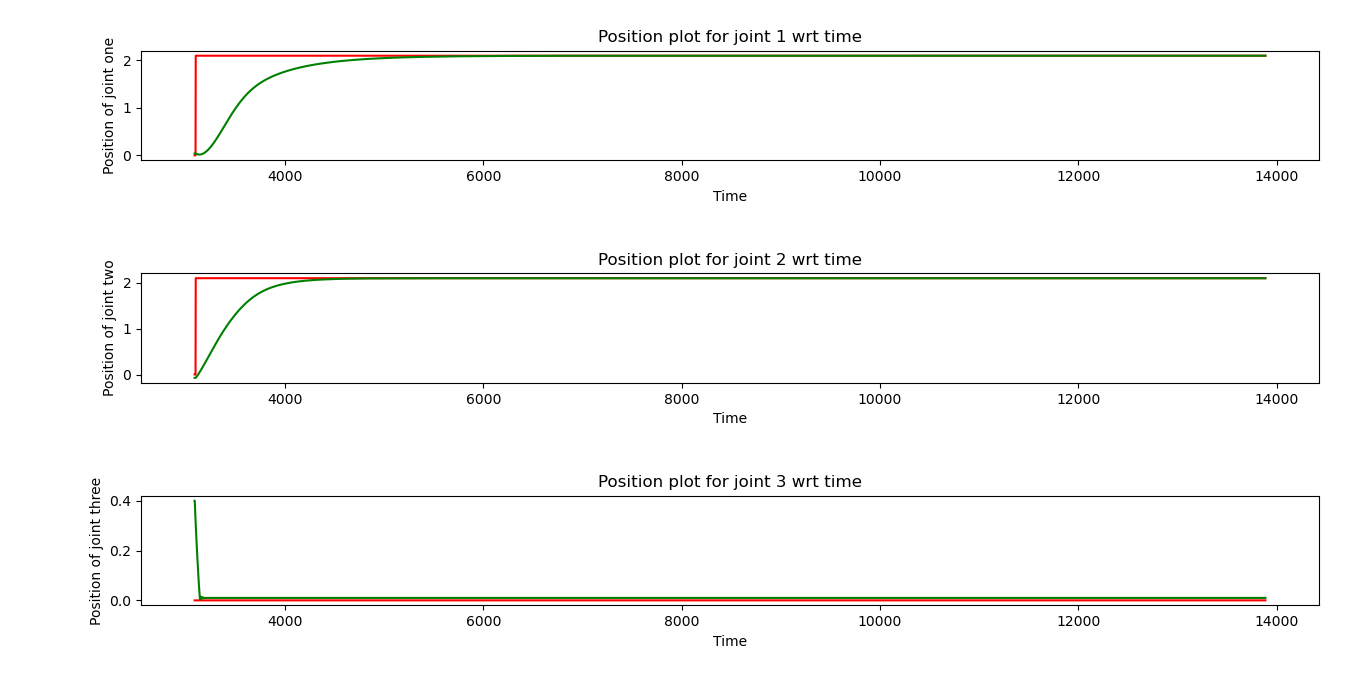 Position plot for joint 1 wrt time
Position of joint one
2
1
0
4000 6000 8000 10000 12000 14000
Time
Position plot for joint 2 wrt time
Position of joint two
2
1
0
4000 6000 8000 10000 12000 14000
Time
Position plot for joint 3 wrt time
Position of joint three
0.4
0.2
0.0
4000 6000 8000 10000 12000 14000
Time